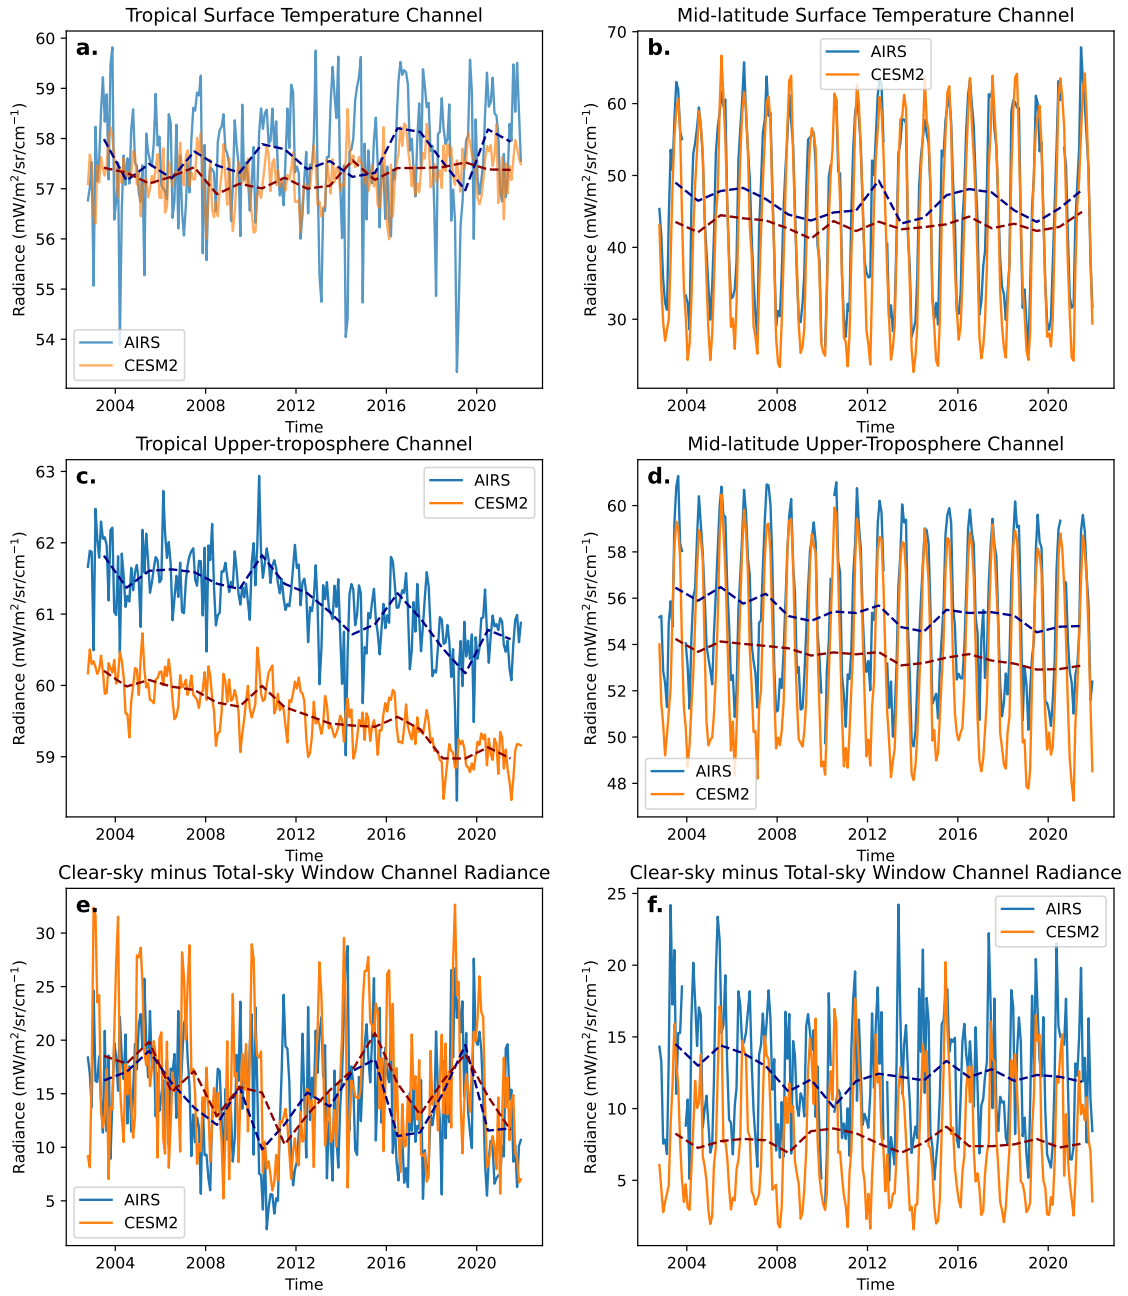 Tropical Surface Temperature Channel
a.
Radiance (mW/m²/sr/cm⁻¹)
60
59
58
57
56
55
54
AIRS
CESM2
2004 2008 2012 2016 2020
Time
Mid-latitude Surface Temperature Channel
b.
Radiance (mW/m²/sr/cm⁻¹)
70
60
50
40
30
AIRS
CESM2
2004 2008 2012 2016 2020
Time
Tropical Upper-troposphere Channel
c.
Radiance (mW/m²/sr/cm⁻¹)
63
62
61
60
59
AIRS
CESM2
2004 2008 2012 2016 2020
Time
Mid-latitude Upper-Troposphere Channel
d.
Radiance (mW/m²/sr/cm⁻¹)
60
58
56
54
52
50
48
AIRS
CESM2
2004 2008 2012 2016 2020
Time
Clear-sky minus Total-sky Window Channel Radiance
e.
Radiance (mW/m²/sr/cm⁻¹)
30
25
20
15
10
5
AIRS
CESM2
2004 2008 2012 2016 2020
Time
Clear-sky minus Total-sky Window Channel Radiance
f.
Radiance (mW/m²/sr/cm⁻¹)
25
20
15
10
5
AIRS
CESM2
2004 2008 2012 2016 2020
Time